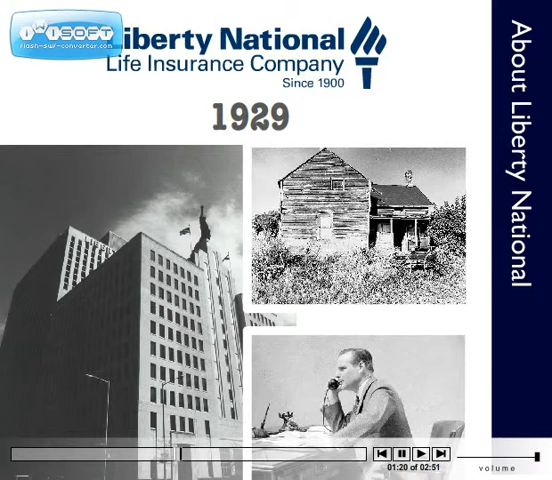 iWiSOFT
flash-swf-converter.com
Liberty National
Life Insurance Company
Since 1900
1929
About Liberty National
01:20 of 02:51
volume